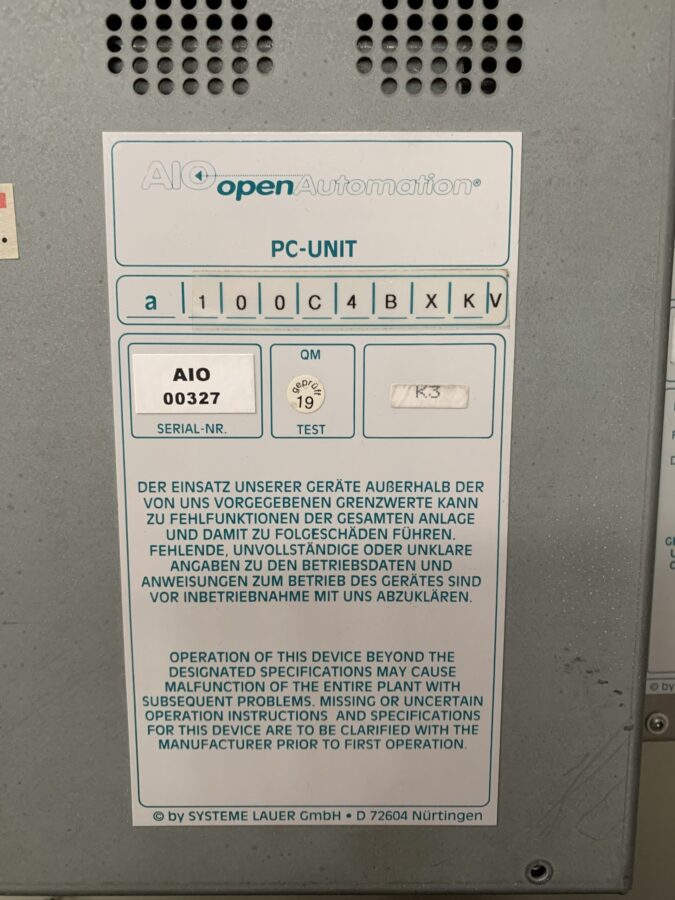 AIO openAutomation®
PC-UNIT
a 1 0 0 C 4 B X K V
AIO
00327
SERIAL-NR.
QM
geprüft
19
TEST
K3
DER EINSATZ UNSERER GERÄTE AUßERHALB DER
VON UNS VORGEGEBENEN GRENZWERTE KANN
ZU FEHLFUNKTIONEN DER GESAMTEN ANLAGE
UND DAMIT ZU FOLGESCHÄDEN FÜHREN.
FEHLENDE, UNVOLLSTÄNDIGE ODER UNKLARE
ANGABEN ZU DEN BETRIEBSDATEN UND
ANWEISUNGEN ZUM BETRIEB DES GERÄTES SIND
VOR INBETRIEBNAHME MIT UNS ABZUKLÄREN.
OPERATION OF THIS DEVICE BEYOND THE
DESIGNATED SPECIFICATIONS MAY CAUSE
MALFUNCTION OF THE ENTIRE PLANT WITH
SUBSEQUENT PROBLEMS. MISSING OR UNCERTAIN
OPERATION INSTRUCTIONS AND SPECIFICATIONS
FOR THIS DEVICE ARE TO BE CLARIFIED WITH THE
MANUFACTURER PRIOR TO FIRST OPERATION.
© by SYSTEME LAUER GmbH • D 72604 Nürtingen
© by